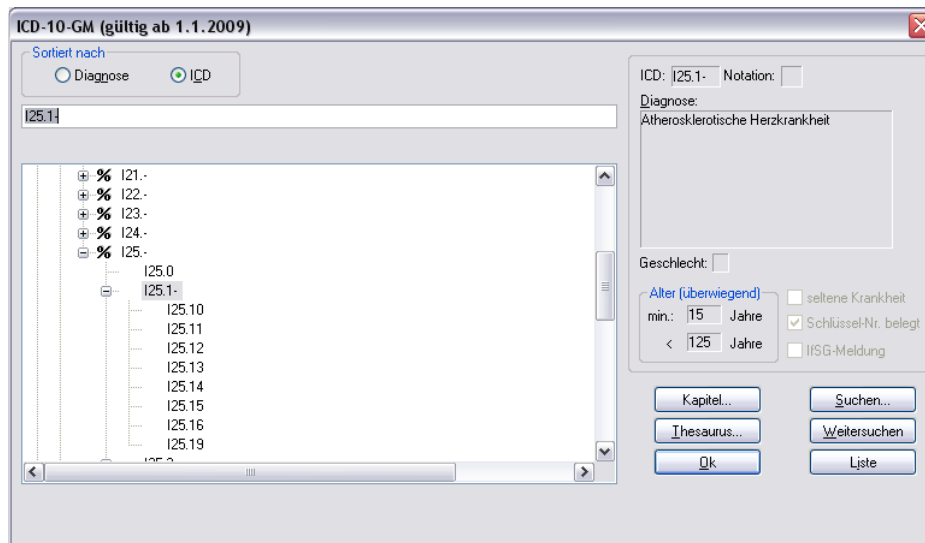 ICD-10-GM (gültig ab 1.1.2009)
Sortiert nach
Diagnose ICD
I25.1-
% I21.-
% I22.-
% I23.-
% I24.-
% I25.-
I25.0
I25.1-
I25.10
I25.11
I25.12
I25.13
I25.14
I25.15
I25.16
I25.19
ICD: I25.1- Notation:
Diagnose:
Atherosklerotische Herzkrankheit
Geschlecht:
Alter (überwiegend)
min.: 15 Jahre
< 125 Jahre
seltene Krankheit
Schlüssel-Nr. belegt
IfSG-Meldung
Kapitel... Suchen...
Thesaurus... Weitersuchen
Ok Liste